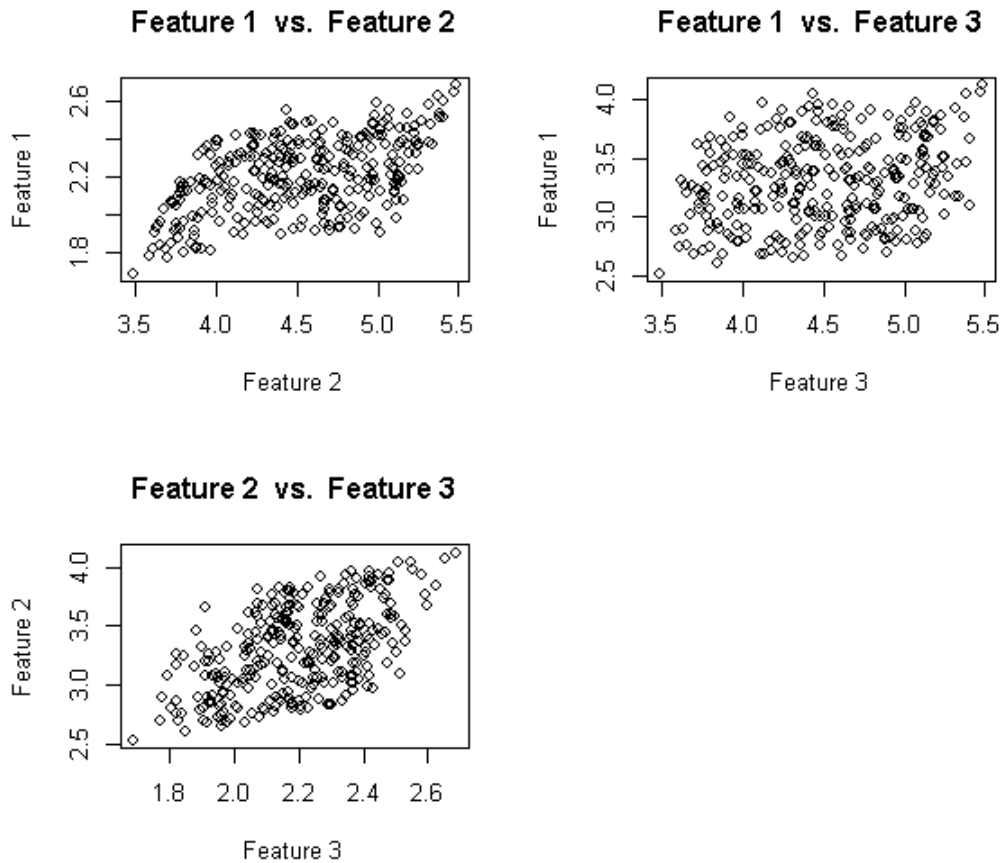 Feature 1 vs. Feature 2
Feature 1
2.6
2.2
1.8
3.5 4.0 4.5 5.0 5.5
Feature 2
Feature 1 vs. Feature 3
Feature 1
4.0
3.5
3.0
2.5
3.5 4.0 4.5 5.0 5.5
Feature 3
Feature 2 vs. Feature 3
Feature 2
4.0
3.5
3.0
2.5
1.8 2.0 2.2 2.4 2.6
Feature 3